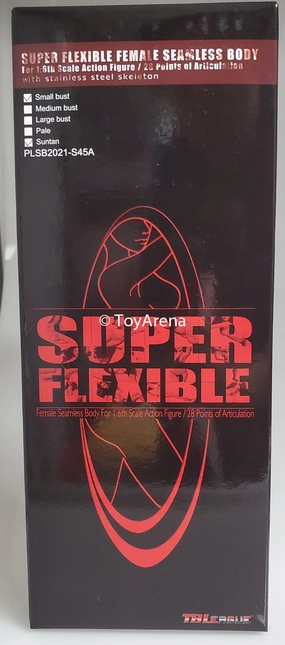 SUPER FLEXIBLE FEMALE SEAMLESS BODY
For 1:6th Scale Action Figure / 28 Points of Articulation
with stainless steel skeleton
Small bust
Medium bust
Large bust
Pale
Suntan
PLSB2021-S45A
© ToyArena
SUPER
FLEXIBLE
Female Seamless Body For 1:6th Scale Action Figure / 28 Points of Articulation
TBLEAGUE